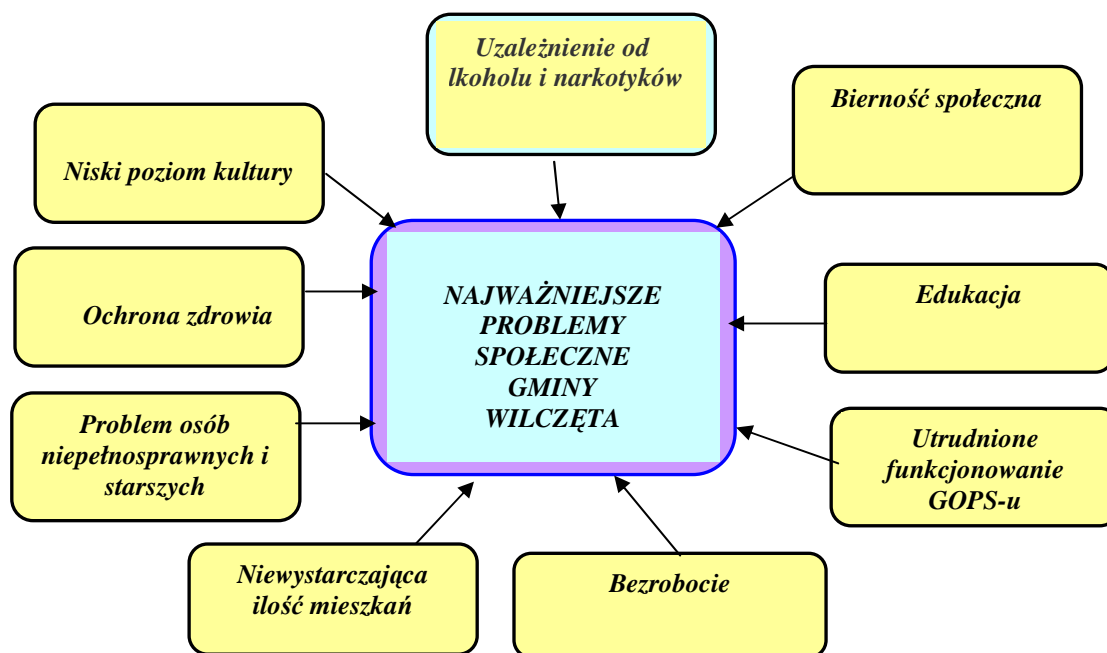 Uzależnienie od
lkoholu i narkotyków
Bierność społeczna
Niski poziom kultury
Ochrona zdrowia
NAJWAŻNIEJSZE
PROBLEMY
SPOŁECZNE
GMINY
WILCZĘTA
Edukacja
Problem osób
niepełnosprawnych i
starszych
Utrudnione
funkcjonowanie
GOPS-u
Niewystarczająca
ilość mieszkań
Bezrobocie